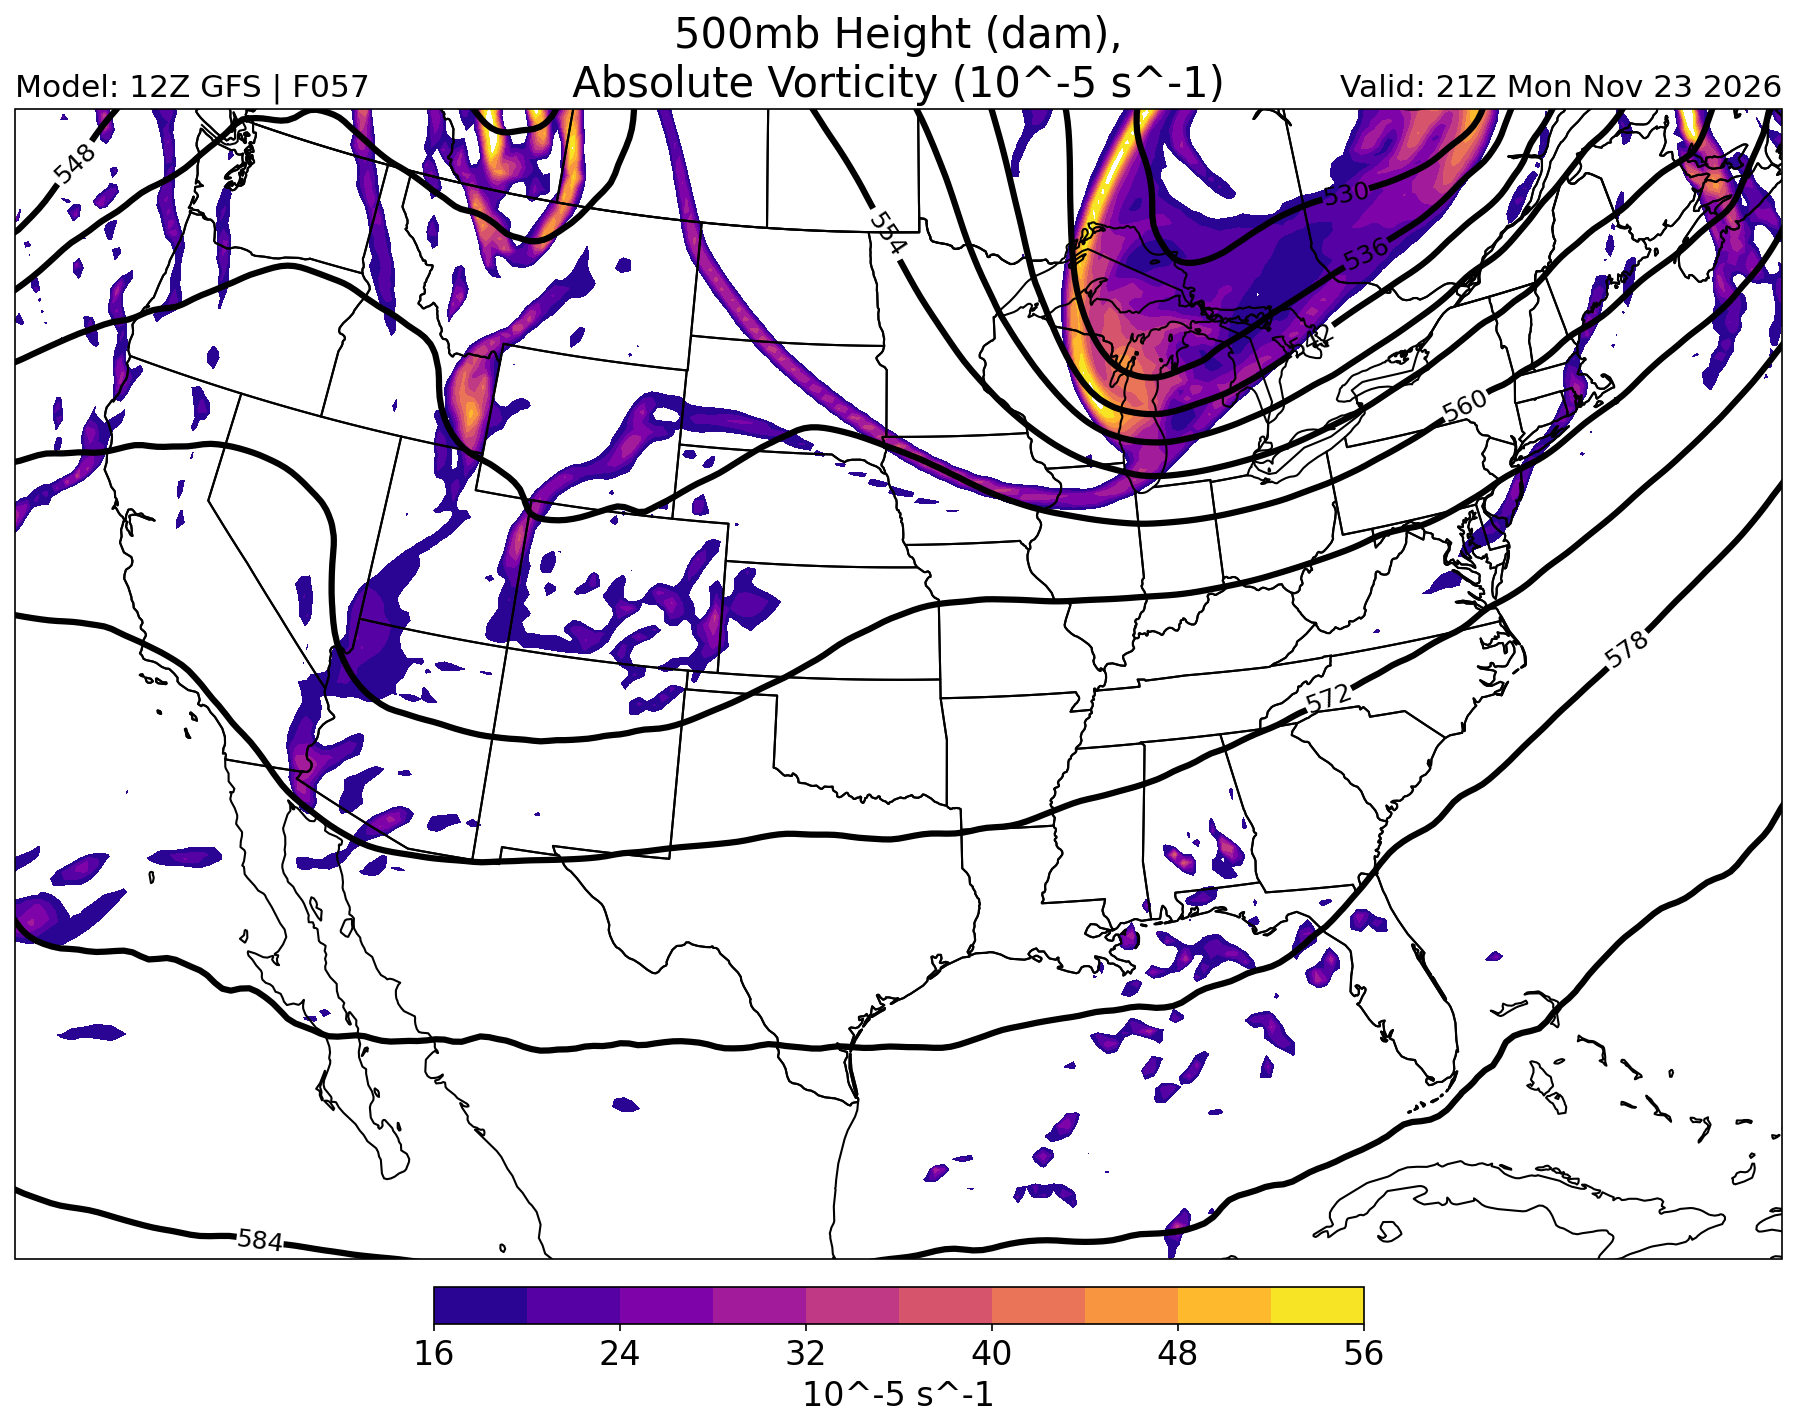 500mb Height (dam),
Model: 12Z GFS | F057
Absolute Vorticity (10^-5 s^-1)
Valid: 21Z Mon Nov 23 2026
548
554
530
536
542
560
572
578
584
16 24 32 40 48 56
10^-5 s^-1